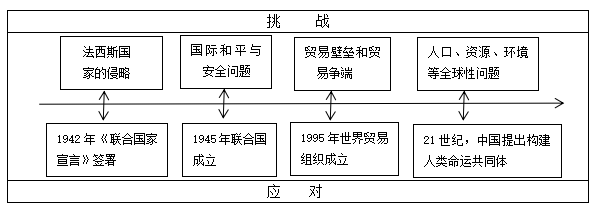 挑 战
法西斯国
家的侵略
国际和平与
安全问题
贸易壁垒和贸
易争端
人口、资源、环境
等全球性问题
1942 年《联合国家
宣言》签署
1945 年联合国
成立
1995 年世界贸易
组织成立
21 世纪，中国提出构建
人类命运共同体
应 对